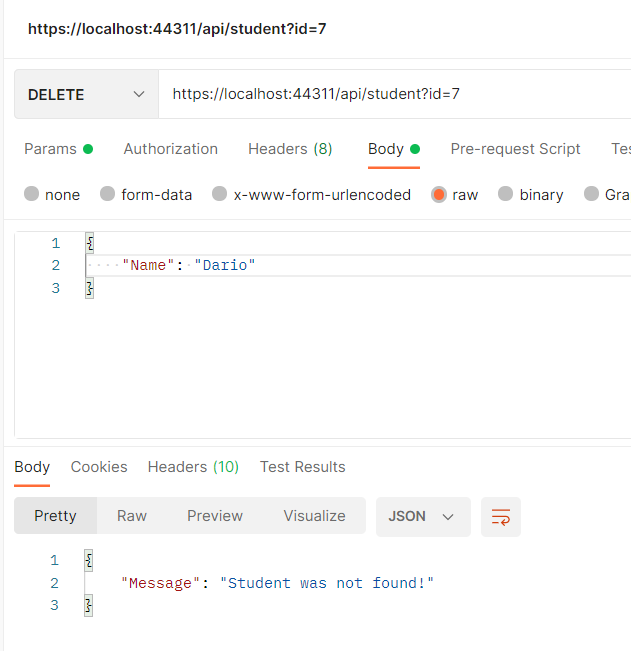 https://localhost:44311/api/student?id=7
DELETE https://localhost:44311/api/student?id=7
Params Authorization Headers (8) Body Pre-request Script
none form-data x-www-form-urlencoded raw binary
1 {
2 "Name": "Dario"
3 }
Body Cookies Headers (10) Test Results
Pretty Raw Preview Visualize JSON
1 {
2 "Message": "Student was not found!"
3 }